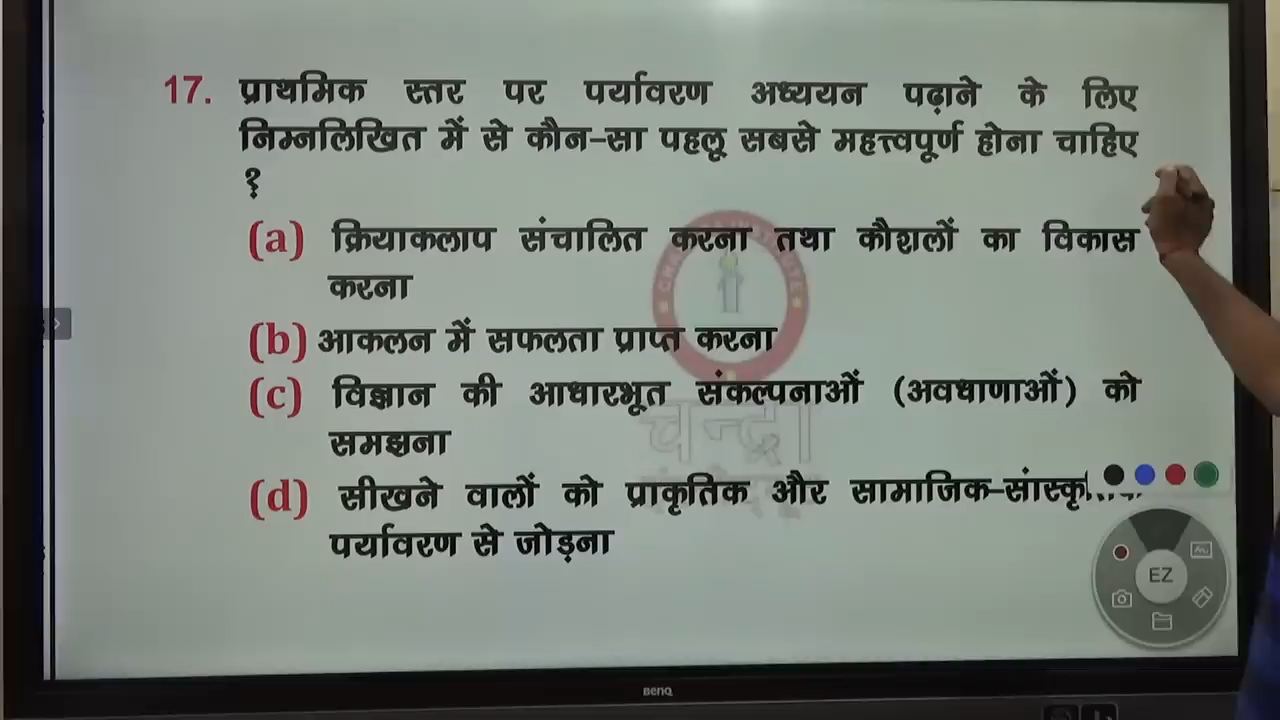 17. प्राथमिक स्तर पर पर्यावरण अध्ययन पढ़ाने के लिए
निम्नलिखित में से कौन-सा पहलू सबसे महत्त्वपूर्ण होना चाहिए
?
(a) क्रियाकलाप संचालित करना तथा कौशलों का विकास
करना
(b) आकलन में सफलता प्राप्त करना
(c) विज्ञान की आधारभूत संकल्पनाओं (अवधाणाओं) को
समझना
(d) सीखने वालों को प्राकृतिक और सामाजिक-
पर्यावरण से जोड़ना
EZ
चन्द्रा
BenQ